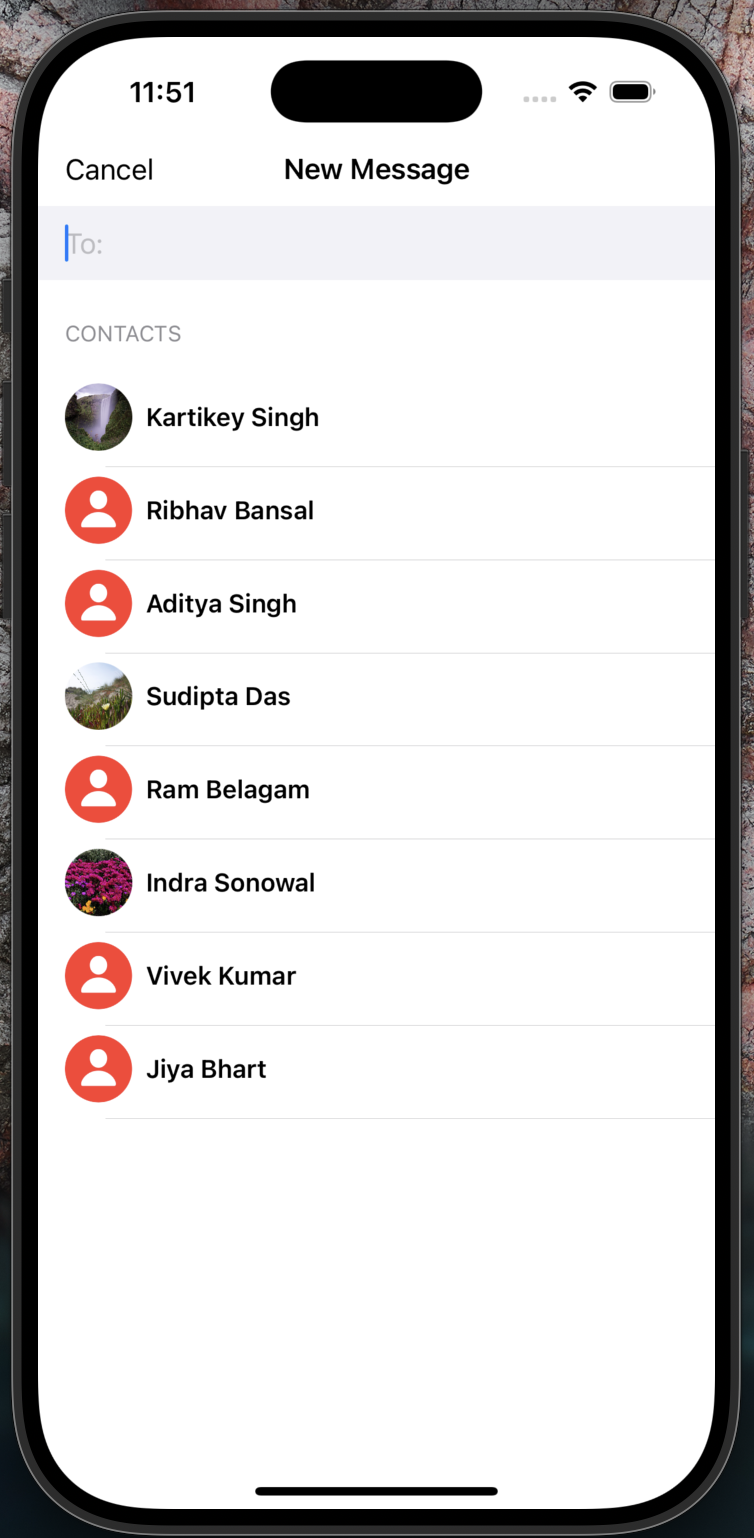 11:51
Cancel New Message
To:
CONTACTS
Kartikey Singh
Ribhav Bansal
Aditya Singh
Sudipta Das
Ram Belagam
Indra Sonowal
Vivek Kumar
Jiya Bhart